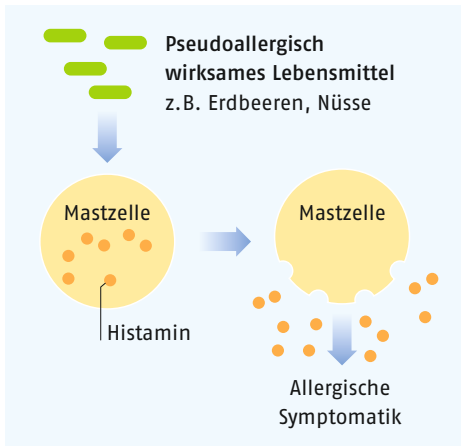 Pseudoallergisch
wirksames Lebensmittel
z.B. Erdbeeren, Nüsse
Mastzelle
Mastzelle
Histamin
Allergische
Symptomatik